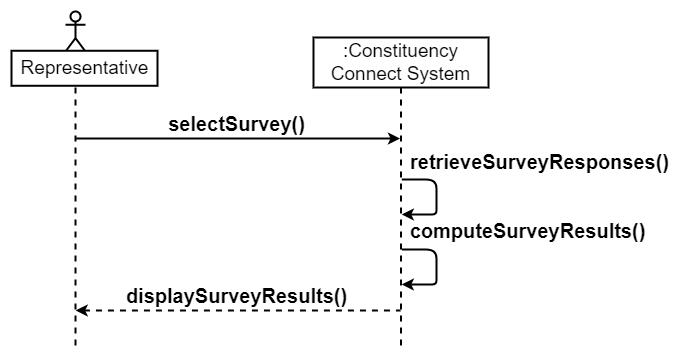 Representative
:Constituency
Connect System
selectSurvey()
retrieveSurveyResponses()
computeSurveyResults()
displaySurveyResults()